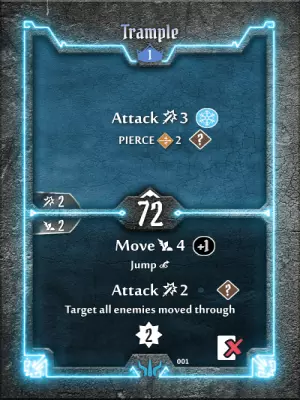 Trample
1
Attack 3
PIERCE 2 ?
2
72
2
Move 4 +1
Jump
Attack 2 ?
Target all enemies moved through
2
001